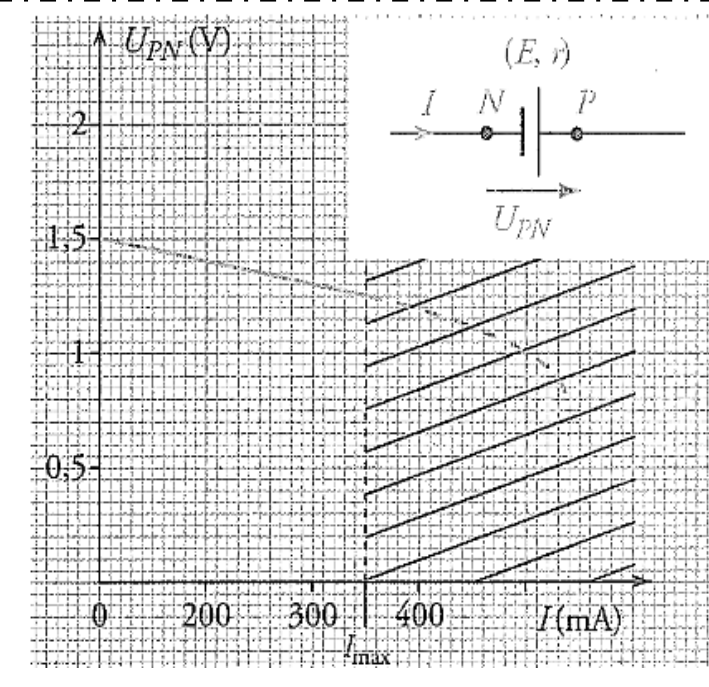 U_PN (V)
(E, r)
I N P
U_PN
2
1,5
1
0,5
0 200 300 400 I (mA)
I_max